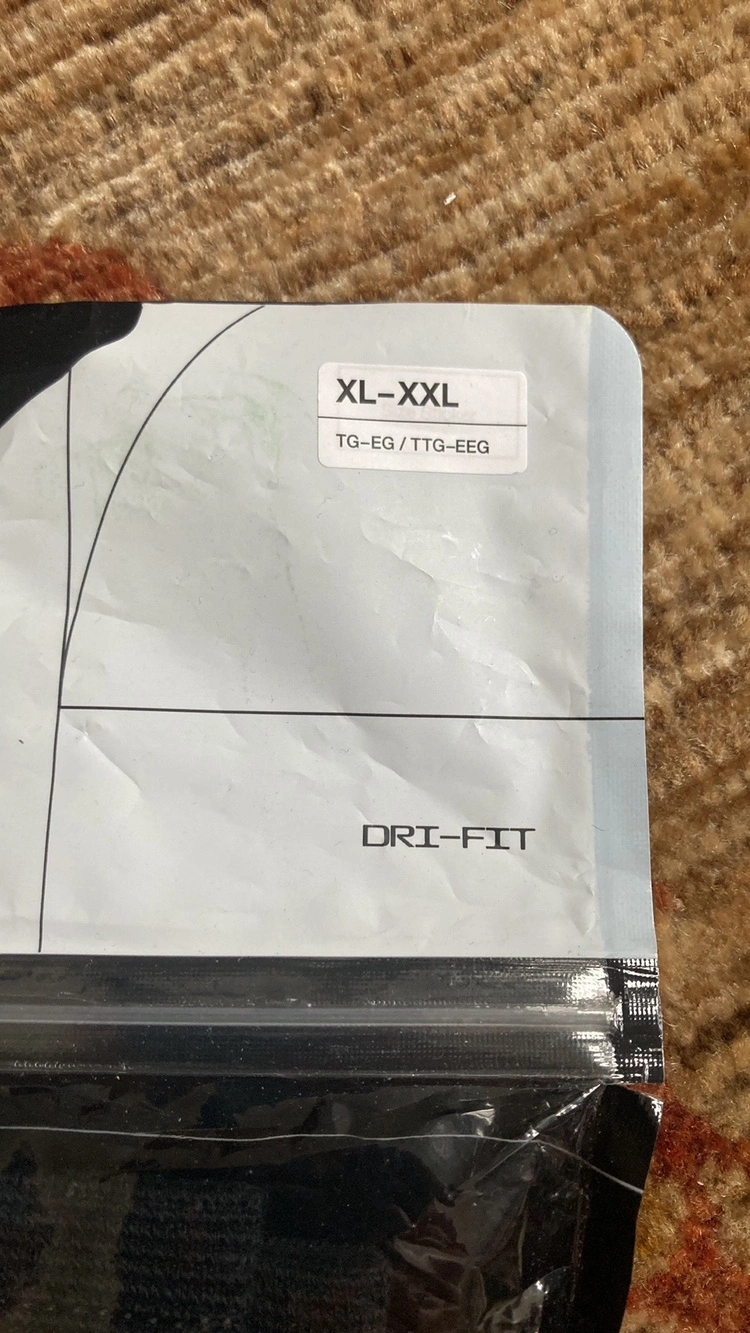 XL-XXL
TG-EG / TTG-EEG
DRI-FIT